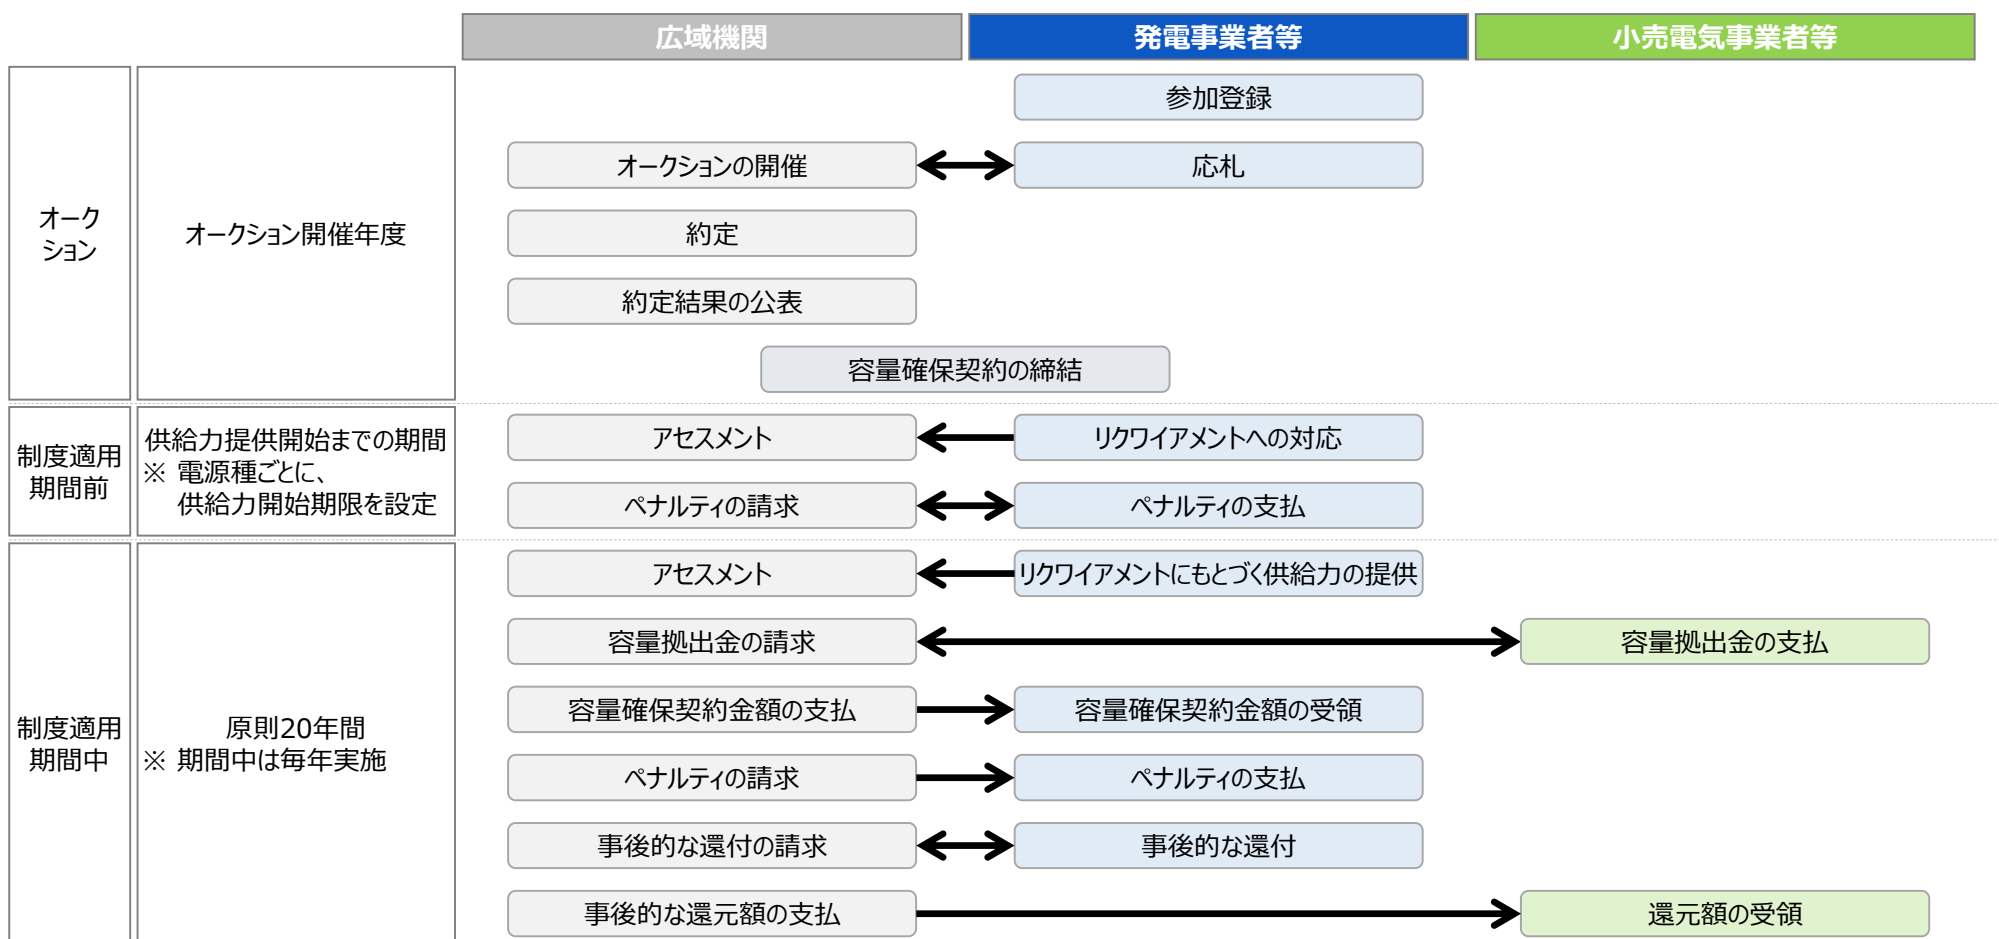 広域機関
発電事業者等
小売電気事業者等
オーク
ション
オークション開催年度
参加登録
オークションの開催
応札
約定
約定結果の公表
容量確保契約の締結
制度適用
期間前
供給力提供開始までの期間
※ 電源種ごとに、
供給力開始期限を設定
アセスメント
リクワイアメントへの対応
ペナルティの請求
ペナルティの支払
制度適用
期間中
原則20年間
※ 期間中は毎年実施
アセスメント
リクワイアメントにもとづく供給力の提供
容量拠出金の請求
容量拠出金の支払
容量確保契約金額の支払
容量確保契約金額の受領
ペナルティの請求
ペナルティの支払
事後的な還付の請求
事後的な還付
事後的な還元額の支払
還元額の受領